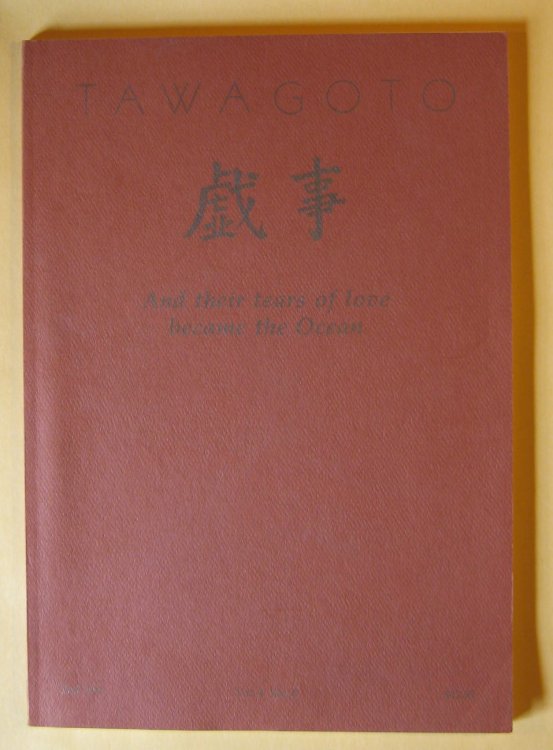 TAWAGOTO
戯事
And their tears of love
became the Ocean